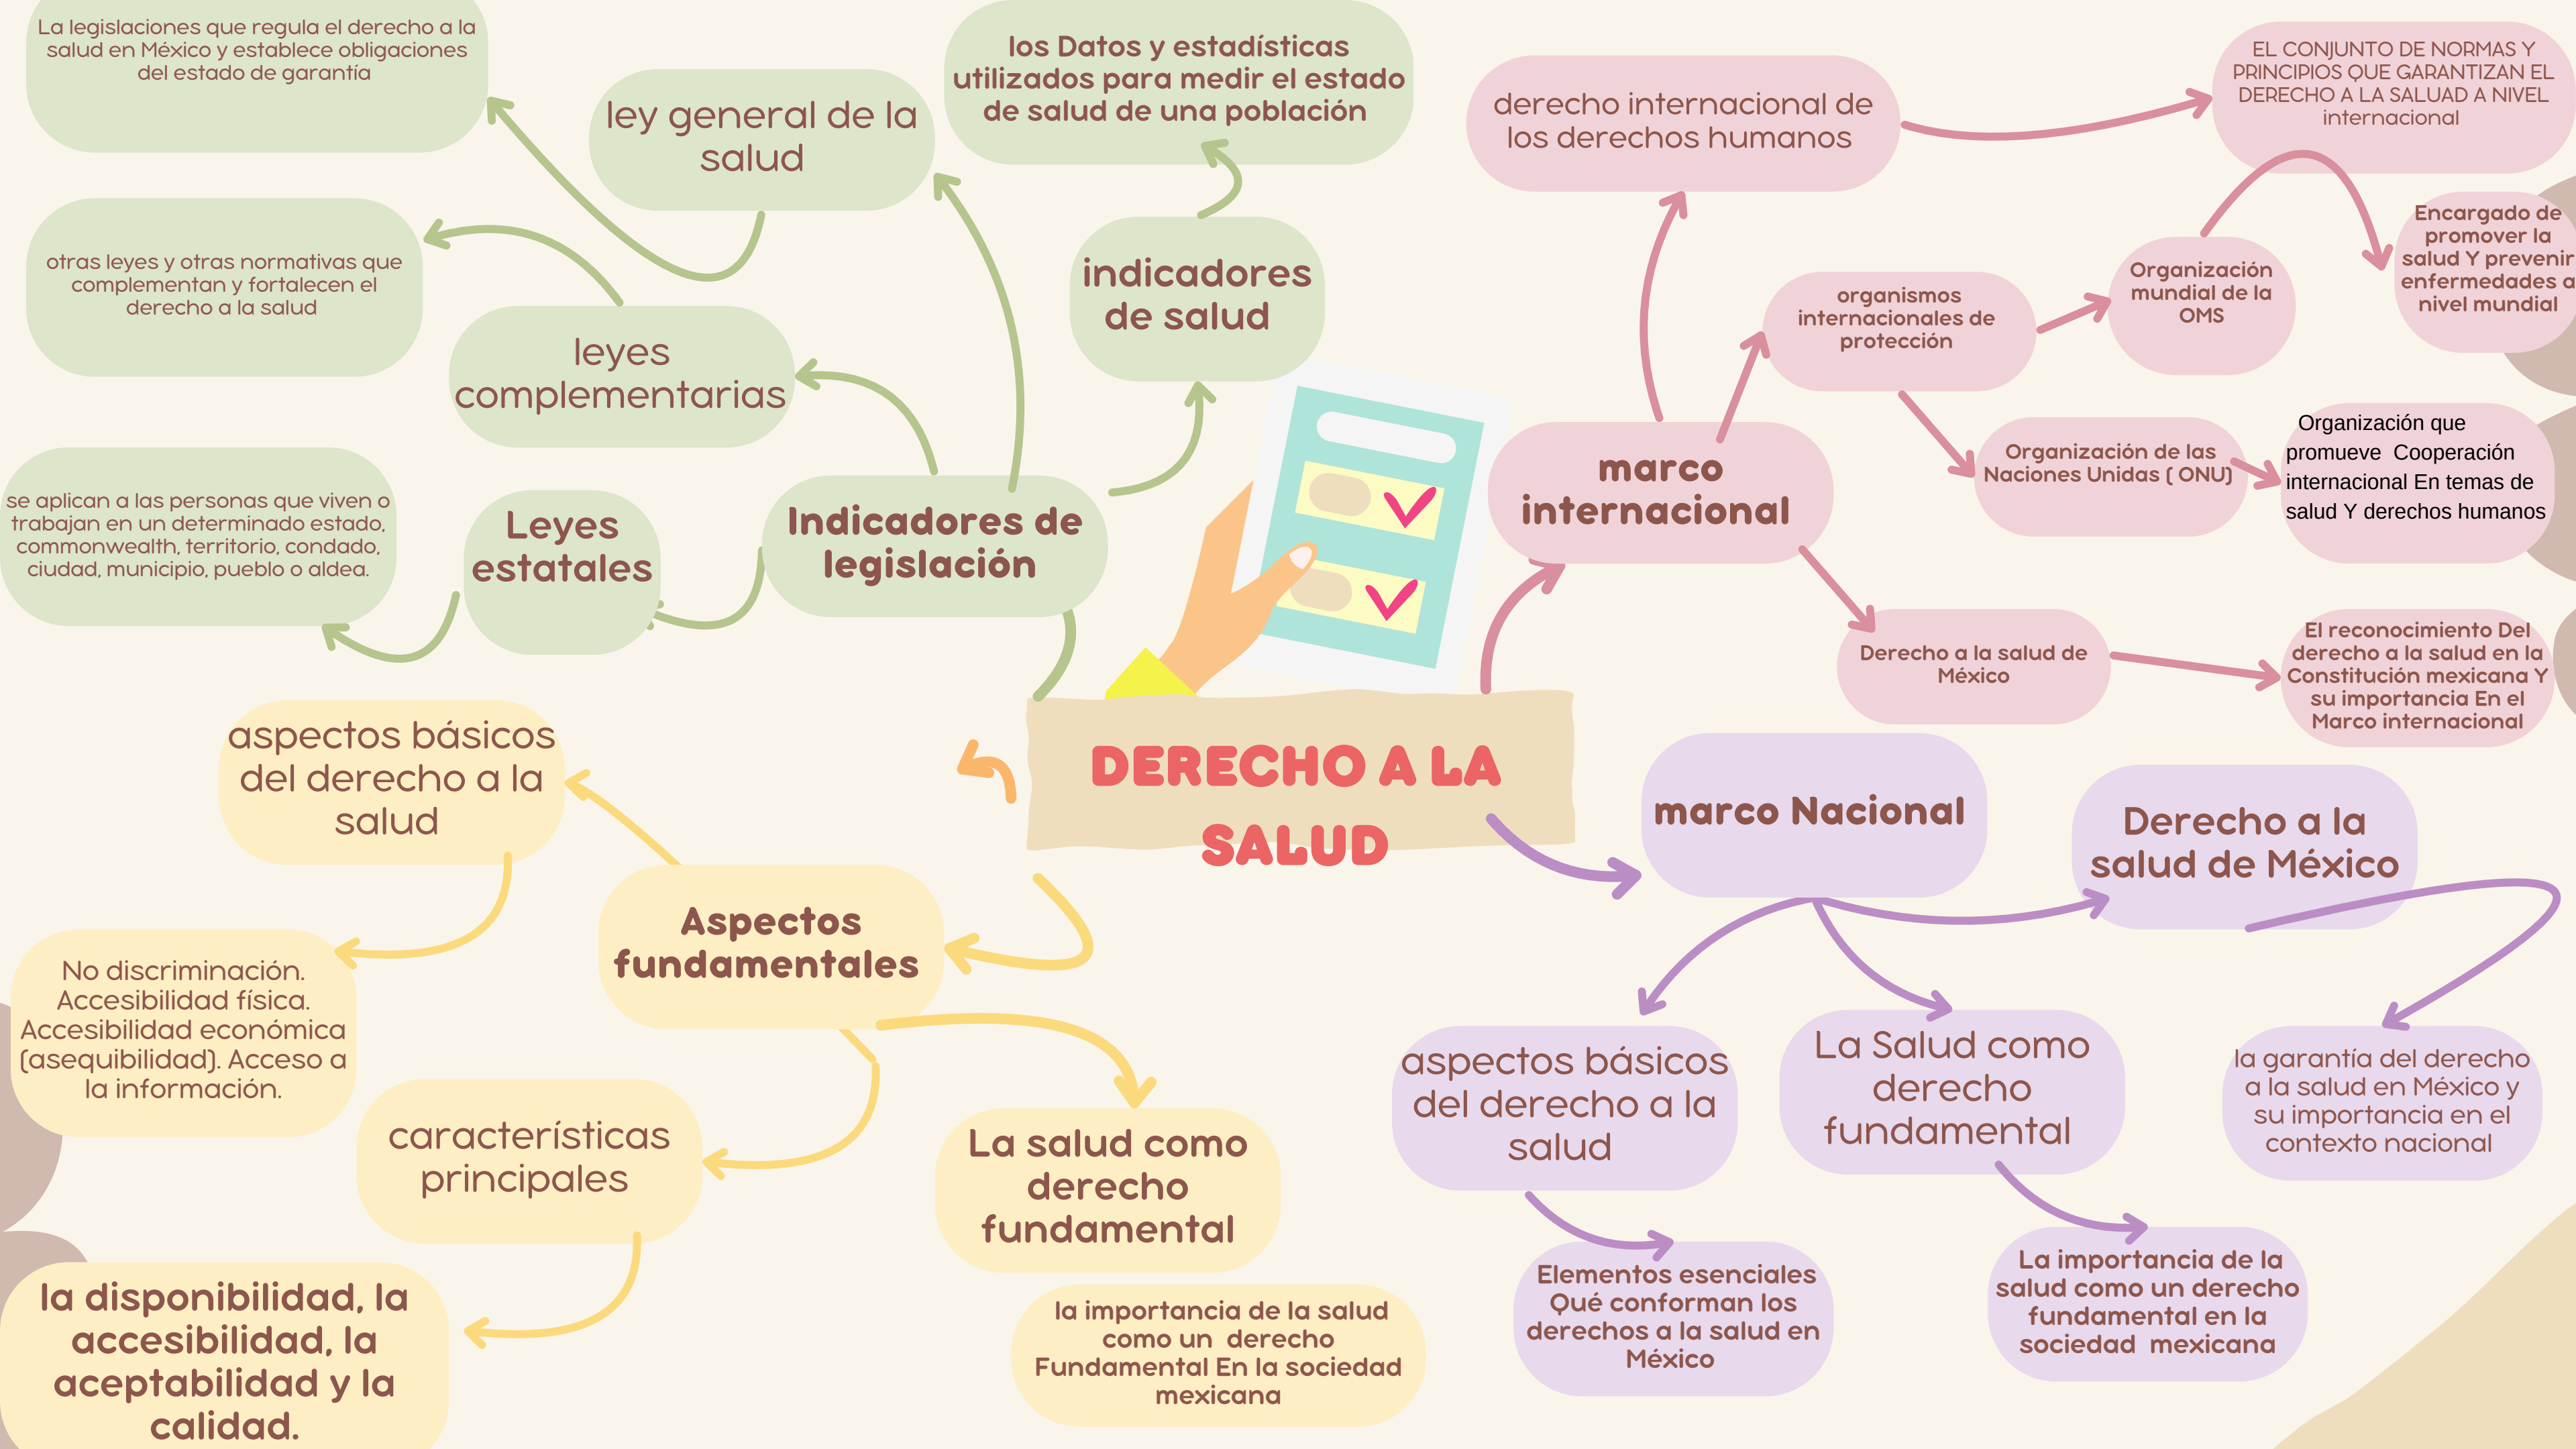 La legislaciones que regula el derecho a la
salud en México y establece obligaciones
del estado de garantía
ley general de la
salud
los Datos y estadísticas
utilizados para medir el estado
de salud de una población
otras leyes y otras normativas que
complementan y fortalecen el
derecho a la salud
leyes
complementarias
indicadores
de salud
se aplican a las personas que viven o
trabajan en un determinado estado,
commonwealth, territorio, condado,
ciudad, municipio, pueblo o aldea.
Leyes
estatales
Indicadores de
legislación
derecho internacional de
los derechos humanos
EL CONJUNTO DE NORMAS Y
PRINCIPIOS QUE GARANTIZAN EL
DERECHO A LA SALUAD A NIVEL
internacional
organismos
internacionales de
protección
Organización
mundial de la
OMS
Encargado de
promover la
salud Y prevenir
enfermedades a
nivel mundial
marco
internacional
Organización de las
Naciones Unidas ( ONU)
Organización que
promueve Cooperación
internacional En temas de
salud Y derechos humanos
Derecho a la salud de
México
El reconocimiento Del
derecho a la salud en la
Constitución mexicana Y
su importancia En el
Marco internacional
DERECHO A LA
SALUD
aspectos básicos
del derecho a la
salud
Aspectos
fundamentales
No discriminación.
Accesibilidad física.
Accesibilidad económica
(asequibilidad). Acceso a
la información.
características
principales
la disponibilidad, la
accesibilidad, la
aceptabilidad y la
calidad.
La salud como
derecho
fundamental
la importancia de la salud
como un derecho
Fundamental En la sociedad
mexicana
marco Nacional
Derecho a la
salud de México
aspectos básicos
del derecho a la
salud
La Salud como
derecho
fundamental
la garantía del derecho
a la salud en México y
su importancia en el
contexto nacional
Elementos esenciales
Qué conforman los
derechos a la salud en
México
La importancia de la
salud como un derecho
fundamental en la
sociedad mexicana